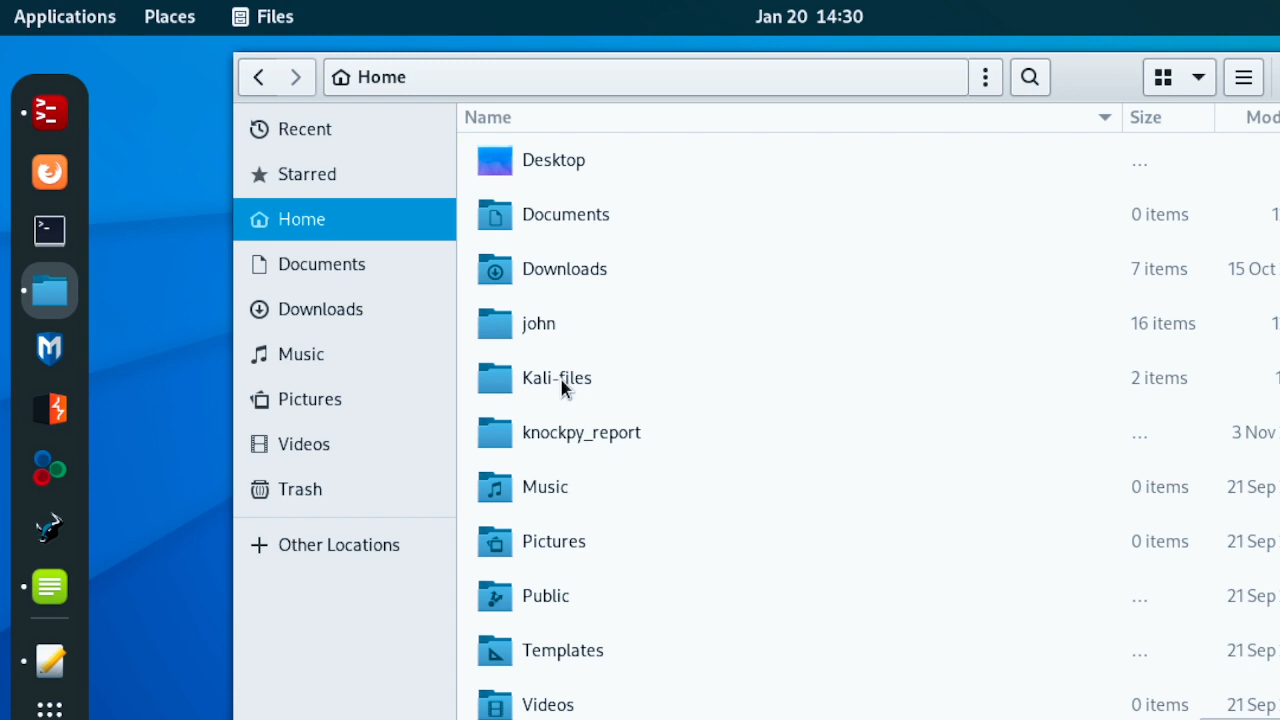 Applications Places Files Jan 20 14:30
Home
Name Size Mod
Recent
Starred
Home
Documents
Downloads
Music
Pictures
Videos
Trash
Other Locations
Desktop ...
Documents 0 items 1
Downloads 7 items 15 Oct
john 16 items 1
Kali-files 2 items 1
knockpy_report ... 3 Nov
Music 0 items 21 Sep
Pictures 0 items 21 Sep
Public ... 21 Sep
Templates ... 21 Sep
Videos 0 items 21 Sep